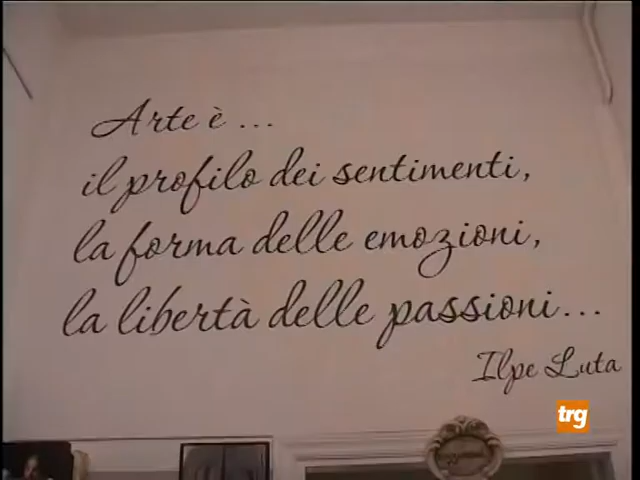 Arte è ...
il profilo dei sentimenti,
la forma delle emozioni,
la libertà delle passioni...
Ilpe Luta
trg